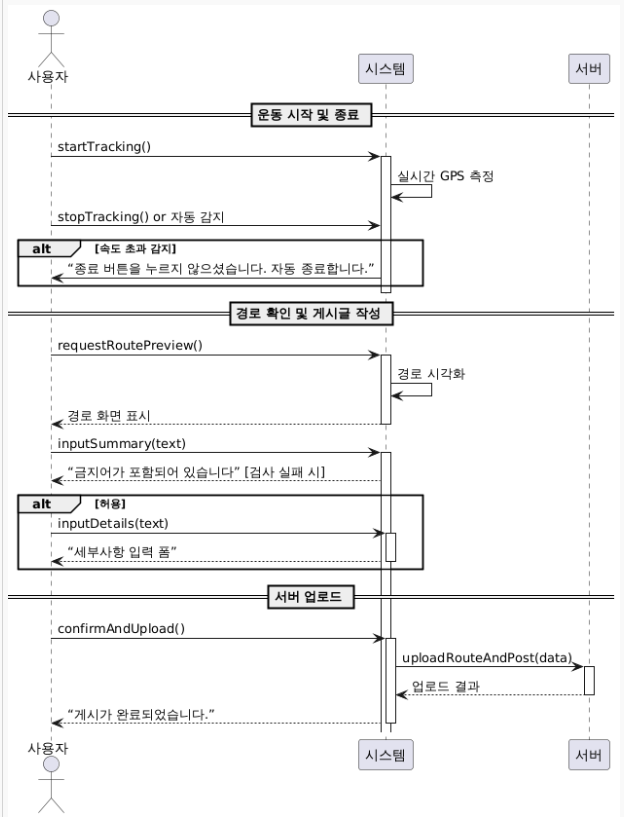 사용자
시스템
서버
운동 시작 및 종료
startTracking()
실시간 GPS 측정
stopTracking() or 자동 감지
alt [속도 초과 감지]
“종료 버튼을 누르지 않으셨습니다. 자동 종료합니다.”
경로 확인 및 게시글 작성
requestRoutePreview()
경로 시각화
경로 화면 표시
inputSummary(text)
“금지어가 포함되어 있습니다” [검사 실패 시]
alt [허용]
inputDetails(text)
“세부사항 입력 폼”
서버 업로드
confirmAndUpload()
uploadRouteAndPost(data)
업로드 결과
“게시가 완료되었습니다.”
사용자
시스템
서버